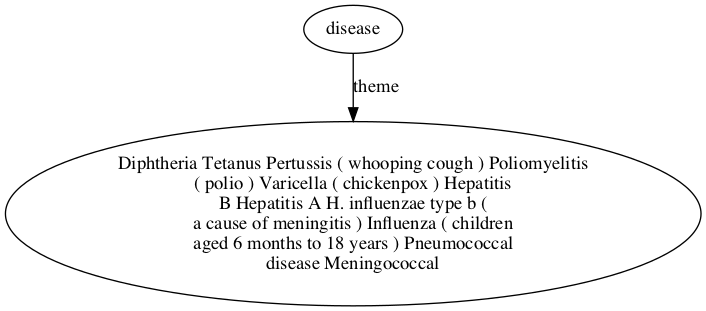 disease
theme
Diphtheria Tetanus Pertussis ( whooping cough ) Poliomyelitis
( polio ) Varicella ( chickenpox ) Hepatitis
B Hepatitis A H. influenzae type b (
a cause of meningitis ) Influenza ( children
aged 6 months to 18 years ) Pneumococcal
disease Meningococcal